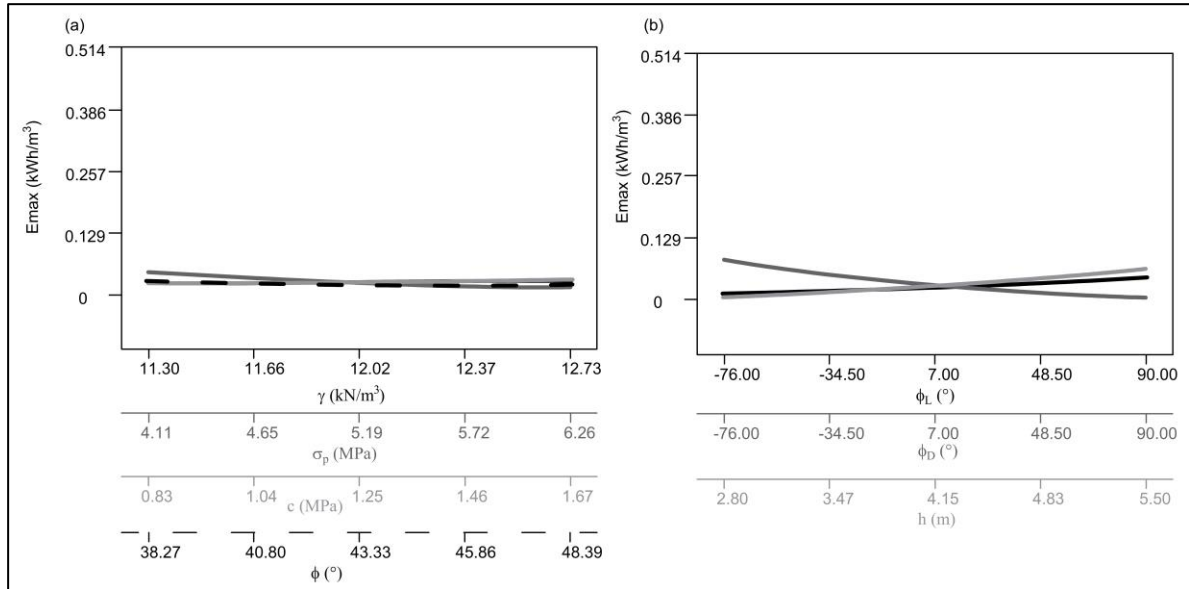 (a)
0.514
0.386
0.257
0.129
0
Emax (kWh/m³)
11.30 11.66 12.02 12.37 12.73
γ (kN/m³)
4.11 4.65 5.19 5.72 6.26
σₚ (MPa)
0.83 1.04 1.25 1.46 1.67
c (MPa)
38.27 40.80 43.33 45.86 48.39
ϕ (°)
(b)
0.514
0.386
0.257
0.129
0
Emax (kWh/m³)
-76.00 -34.50 7.00 48.50 90.00
ϕL (°)
-76.00 -34.50 7.00 48.50 90.00
ϕD (°)
2.80 3.47 4.15 4.83 5.50
h (m)